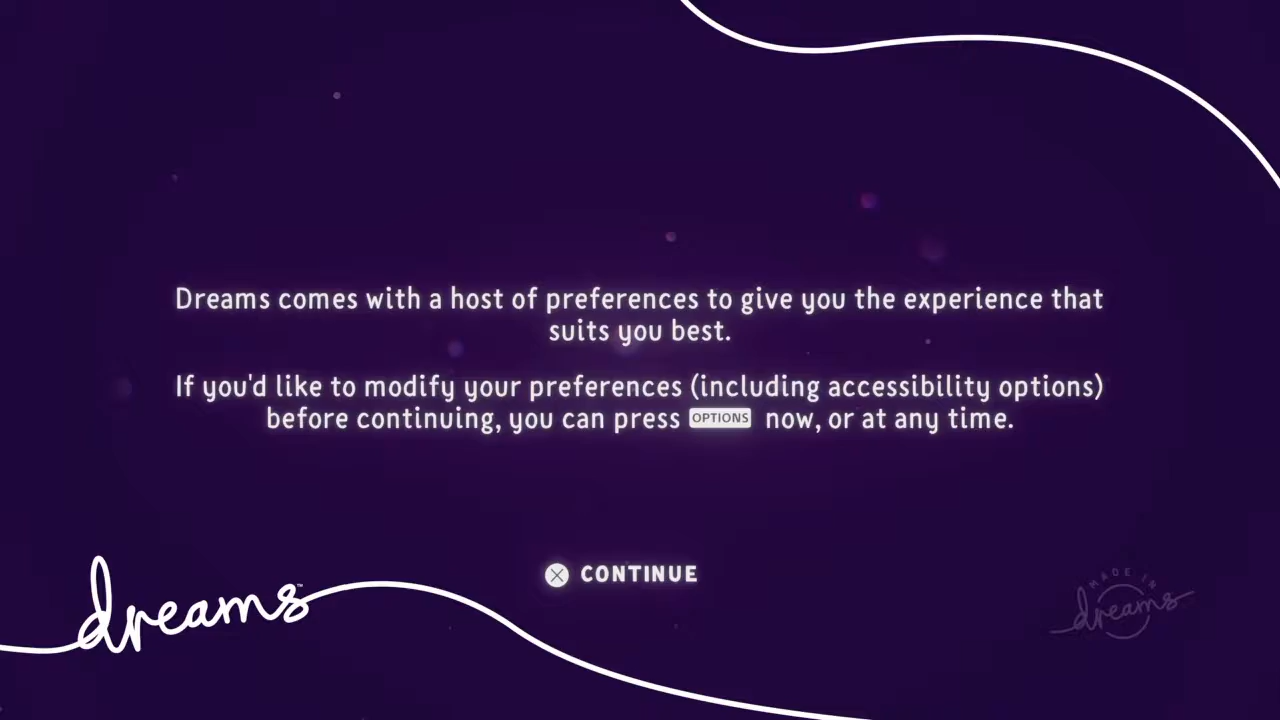 Dreams comes with a host of preferences to give you the experience that
suits you best.
If you'd like to modify your preferences (including accessibility options)
before continuing, you can press OPTIONS now, or at any time.
CONTINUE
dreams™
MADE IN
dreams